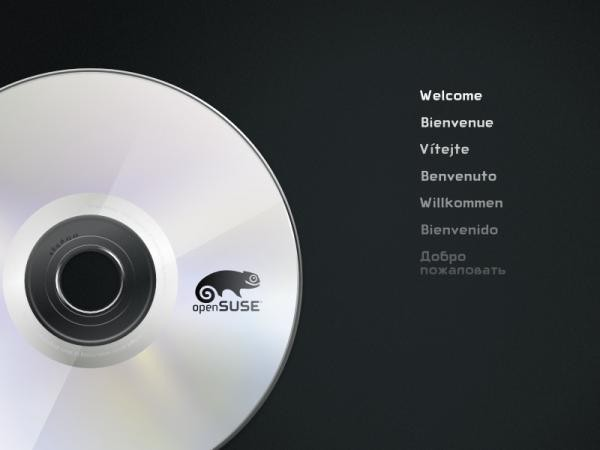 Welcome
Bienvenue
Vítejte
Benvenuto
Willkommen
Bienvenido
Добро
пожаловать
openSUSE